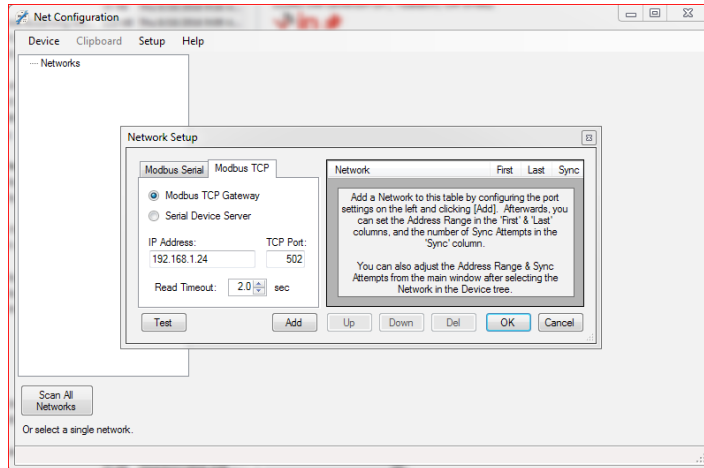 Net Configuration
Device Clipboard Setup Help
Networks
Network Setup
Modbus Serial Modbus TCP
Modbus TCP Gateway
Serial Device Server
IP Address: TCP Port:
192.168.1.24 502
Read Timeout: 2.0 sec
Network First Last Sync
Add a Network to this table by configuring the port
settings on the left and clicking [Add]. Afterwards, you
can set the Address Range in the 'First' & 'Last'
columns, and the number of Sync Attempts in the
'Sync' column.
You can also adjust the Address Range & Sync
Attempts from the main window after selecting the
Network in the Device tree.
Test Add Up Down Del OK Cancel
Scan All
Networks
Or select a single network.